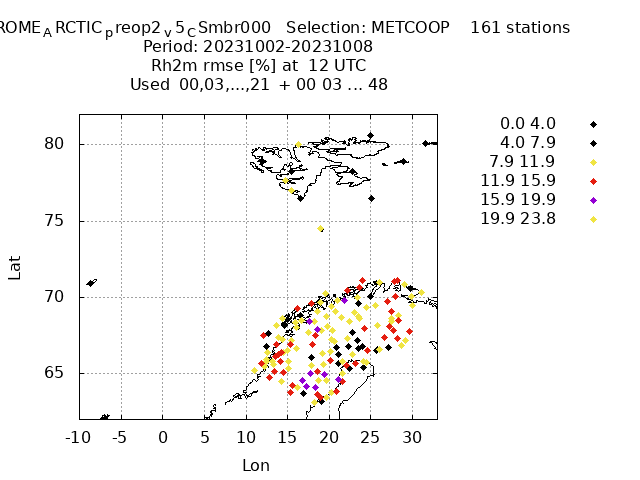 ROME_ARCTIC_preop2_v5_CSmbr000 Selection: METCOOP 161 stations
Period: 20231002-20231008
Rh2m rmse [%] at 12 UTC
Used 00,03,...,21 + 00 03 ... 48
0.0 4.0
4.0 7.9
7.9 11.9
11.9 15.9
15.9 19.9
19.9 23.8
80
75
70
65
Lat
-10 -5 0 5 10 15 20 25 30
Lon